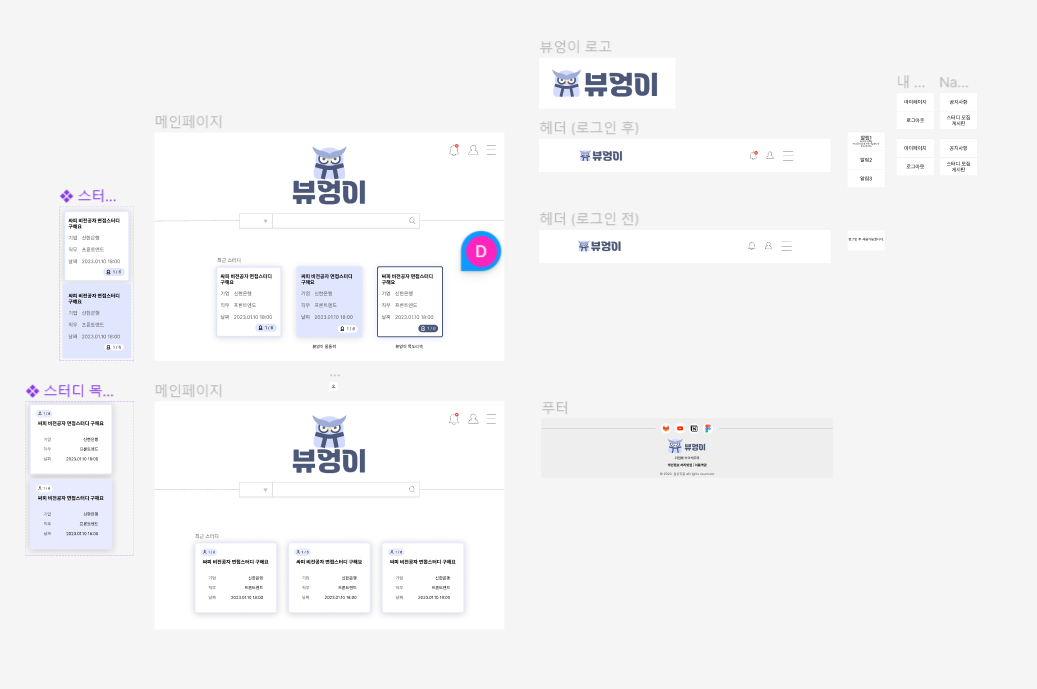 뷰엉이 로고
뷰엉이
내 ...
Na...
마이페이지
로그아웃
공지사항
스터디 모집
게시판
마이페이지
로그아웃
공지사항
스터디 모집
게시판
헤더 (로그인 후)
뷰엉이
알림1
알림2
알림3
헤더 (로그인 전)
뷰엉이
메인페이지
뷰엉이
최근 스터디
싸피 비전공자 면접스터디
구해요
기업 신한은행
직무 프론트엔드
날짜 2023.01.10 18:00
1 / 6
싸피 비전공자 면접스터디
구해요
기업 신한은행
직무 프론트엔드
날짜 2023.01.10 18:00
1 / 6
싸피 비전공자 면접스터디
구해요
기업 신한은행
직무 프론트엔드
날짜 2023.01.10 18:00
1 / 6
D
스터...
싸피 비전공자 면접스터디
구해요
기업 신한은행
직무 프론트엔드
날짜 2023.01.10 18:00
1 / 6
싸피 비전공자 면접스터디
구해요
기업 신한은행
직무 프론트엔드
날짜 2023.01.10 18:00
1 / 6
스터디 목...
1 / 6
싸피 비전공자 면접스터디 구해요
기업 신한은행
직무 프론트엔드
날짜 2023.01.10 18:00
1 / 6
싸피 비전공자 면접스터디 구해요
기업 신한은행
직무 프론트엔드
날짜 2023.01.10 18:00
...
메인페이지
뷰엉이
최근 스터디
1 / 6
싸피 비전공자 면접스터디 구해요
기업 신한은행
직무 프론트엔드
날짜 2023.01.10 18:00
1 / 6
싸피 비전공자 면접스터디 구해요
기업 신한은행
직무 프론트엔드
날짜 2023.01.10 18:00
1 / 6
싸피 비전공자 면접스터디 구해요
기업 신한은행
직무 프론트엔드
날짜 2023.01.10 18:00
푸터
뷰엉이
개인정보 처리방침 | 이용약관